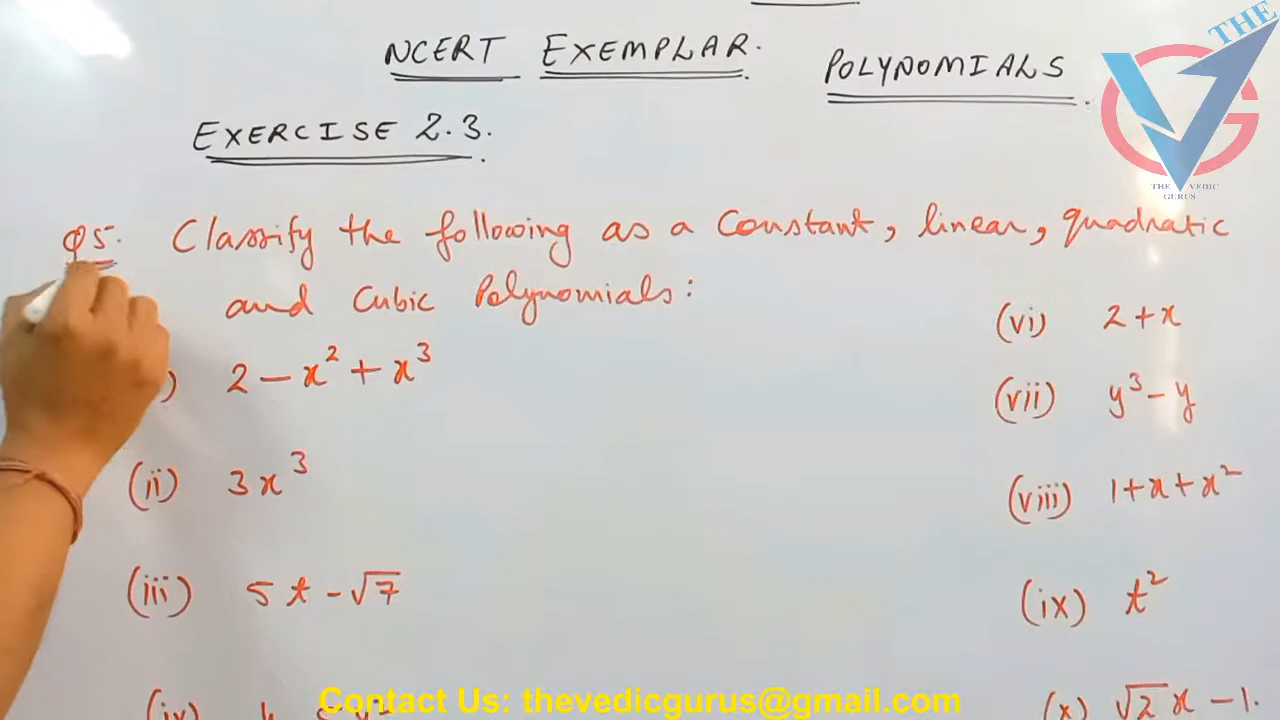 NCERT EXEMPLAR.
POLYNOMIALS.
THE
THE VEDIC
GURUS
EXERCISE 2.3.
Q5. Classify the following as a Constant, linear, quadratic
and Cubic Polynomials:
) 2 - x² + x³
(ii) 3x³
(iii) 5t - √7
(iv)
(vi) 2 + x
(vii) y³ - y
(viii) 1 + x + x²
(ix) t²
(x) √2 x - 1.
Contact Us: thevedicgurus@gmail.com